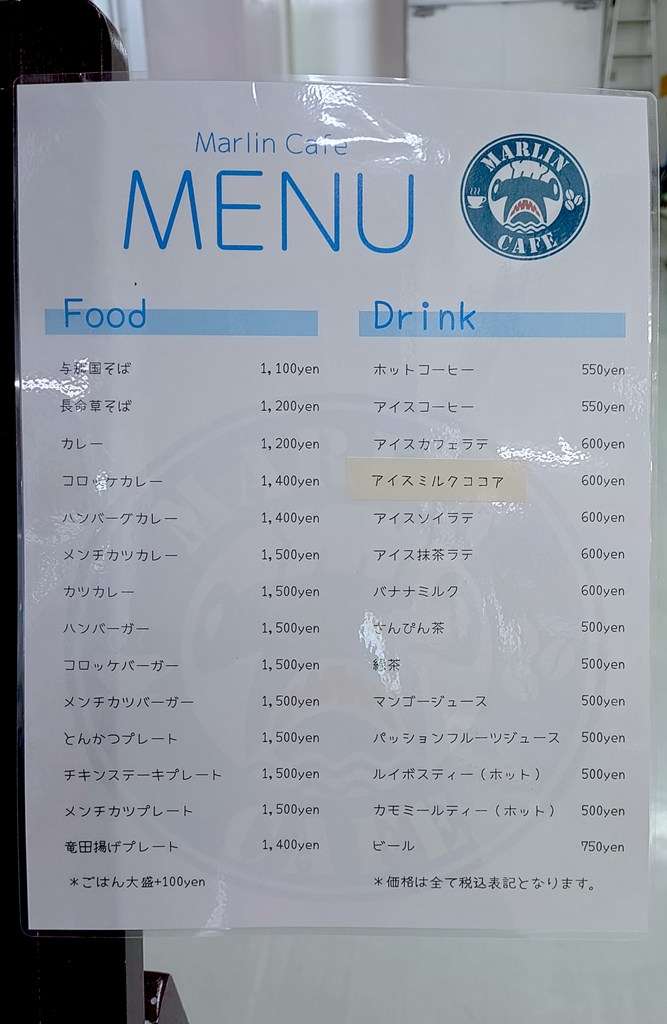 Marlin Cafe
MENU
MARLIN
CAFE
Food
与那国そば 1,100yen
長命草そば 1,200yen
カレー 1,200yen
コロッケカレー 1,400yen
ハンバーグカレー 1,400yen
メンチカツカレー 1,500yen
カツカレー 1,500yen
ハンバーガー 1,500yen
コロッケバーガー 1,500yen
メンチカツバーガー 1,500yen
とんかつプレート 1,500yen
チキンステーキプレート 1,500yen
メンチカツプレート 1,500yen
竜田揚げプレート 1,400yen
*ごはん大盛+100yen
Drink
ホットコーヒー 550yen
アイスコーヒー 550yen
アイスカフェラテ 600yen
アイスミルクココア 600yen
アイスソイラテ 600yen
アイス抹茶ラテ 600yen
バナナミルク 600yen
さんぴん茶 500yen
緑茶 500yen
マンゴージュース 500yen
パッションフルーツジュース 500yen
ルイボスティー(ホット) 500yen
カモミールティー(ホット) 500yen
ビール 750yen
*価格は全て税込表記となります。